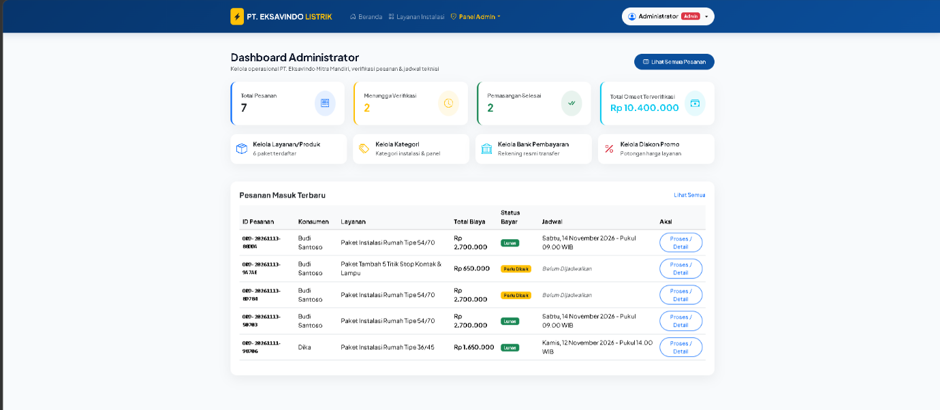 PT. EKSAVINDO LISTRIK
Beranda
Layanan Instalasi
Panel Admin
Administrator
Admin
Dashboard Administrator
Kelola operasional PT. Eksavindo Mitra Mandiri, verifikasi pesanan & jadwal teknisi
Lihat Semua Pesanan
Total Pesanan
7
Menunggu Verifikasi
2
Pemasangan Selesai
2
Total Omset Terverifikasi
Rp 10.400.000
Kelola Layanan/Produk
6 paket terdaftar
Kelola Kategori
Kategori instalasi & panel
Kelola Bank Pembayaran
Rekening resmi transfer
Kelola Diskon Promo
Potongan harga layanan
Pesanan Masuk Terbaru
Lihat Semua
ID Pesanan
Konsumen
Layanan
Total Biaya
Status
Bayar
Jadwal
Aksi
Budi
Santoso
Paket Instalasi Rumah Tipe 54/70
Rp
2.700.000
Lunas
Sabtu, 14 November 2026 - Pukul
09.00 WIB
Proses /
Detail
Budi
Santoso
Paket Tambah 5 Titik Stop Kontak &
Lampu
Rp 650.000
Perlu Dicek
Belum Dijadwalkan
Proses /
Detail
Budi
Santoso
Paket Instalasi Rumah Tipe 54/70
Rp
2.700.000
Perlu Dicek
Belum Dijadwalkan
Proses /
Detail
Budi
Santoso
Paket Instalasi Rumah Tipe 54/70
Rp
2.700.000
Lunas
Sabtu, 14 November 2026 - Pukul
09.00 WIB
Proses /
Detail
Dika
Paket Instalasi Rumah Tipe 36/45
Rp 1.650.000
Lunas
Kamis, 12 November 2026 - Pukul 14.00
WIB
Proses /
Detail